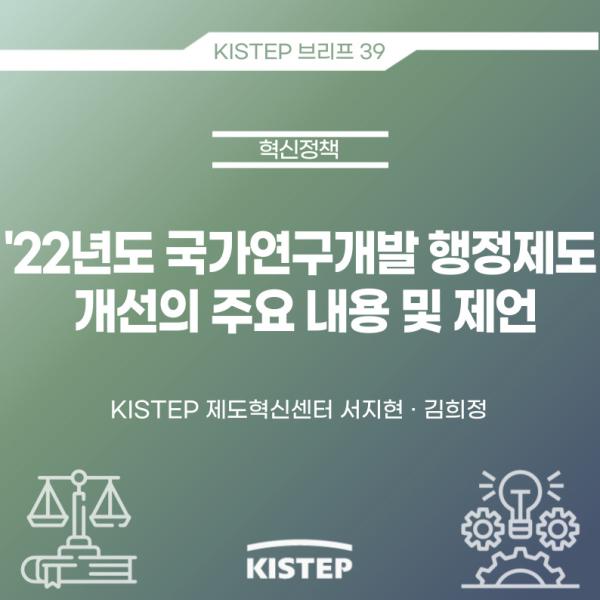 KISTEP 브리프 39
혁신정책
'22년도 국가연구개발 행정제도
개선의 주요 내용 및 제언
KISTEP 제도혁신센터 서지현 · 김희정
KISTEP